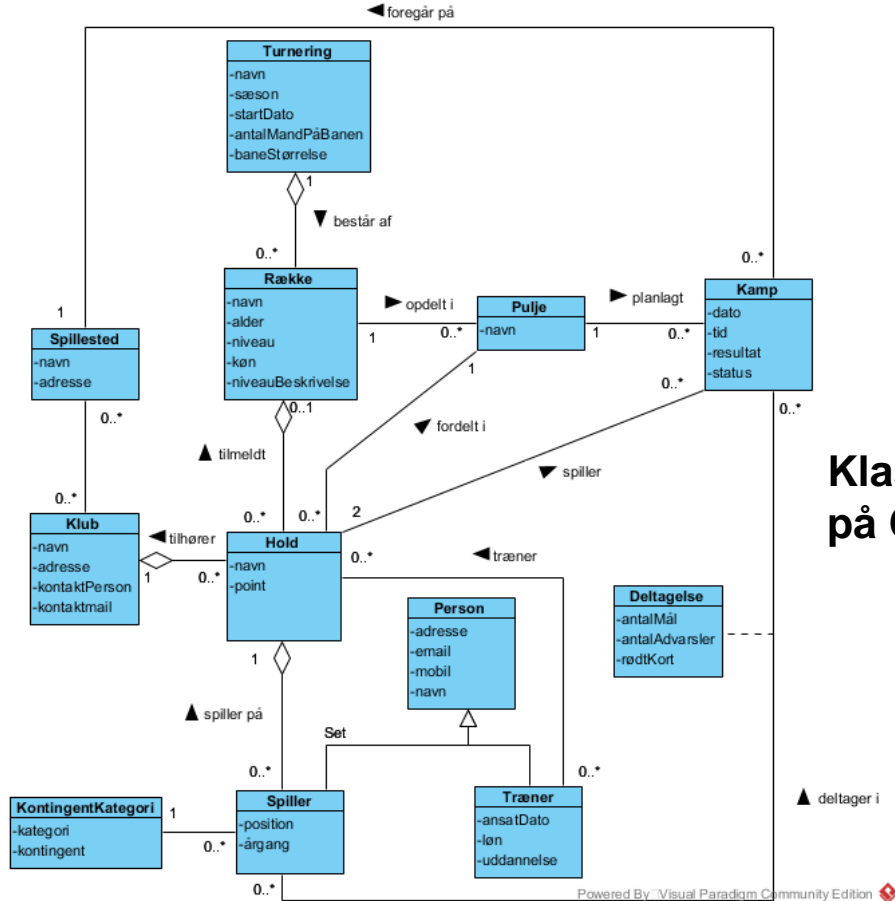 ◄ foregår på
Turnering
-navn
-sæson
-startDato
-antalMandPåBanen
-baneStørrelse
1
▼ består af
0..*
0..*
Række
-navn
-alder
-niveau
-køn
-niveauBeskrivelse
► opdelt i
1
0..*
Pulje
-navn
► planlagt
1
0..*
Kamp
-dato
-tid
-resultat
-status
1
Spillested
-navn
-adresse
0..*
0..1
1
0..*
0..*
▲ tilmeldt
► fordelt i
► spiller
Klas
på
0..*
0..*
0..*
2
Klub
-navn
-adresse
-kontaktPerson
-kontaktmail
◄ tilhører
1
0..*
Hold
-navn
-point
0..*
◄ træner
Person
-adresse
-email
-mobil
-navn
Deltagelse
-antalMål
-antalAdvarsler
-rødtKort
1
▲ spiller på
Set
0..*
0..*
KontingentKategori
-kategori
-kontingent
1
0..*
Spiller
-position
-årgang
Træner
-ansatDato
-løn
-uddannelse
▲ deltager i
0..*
Powered By Visual Paradigm Community Edition